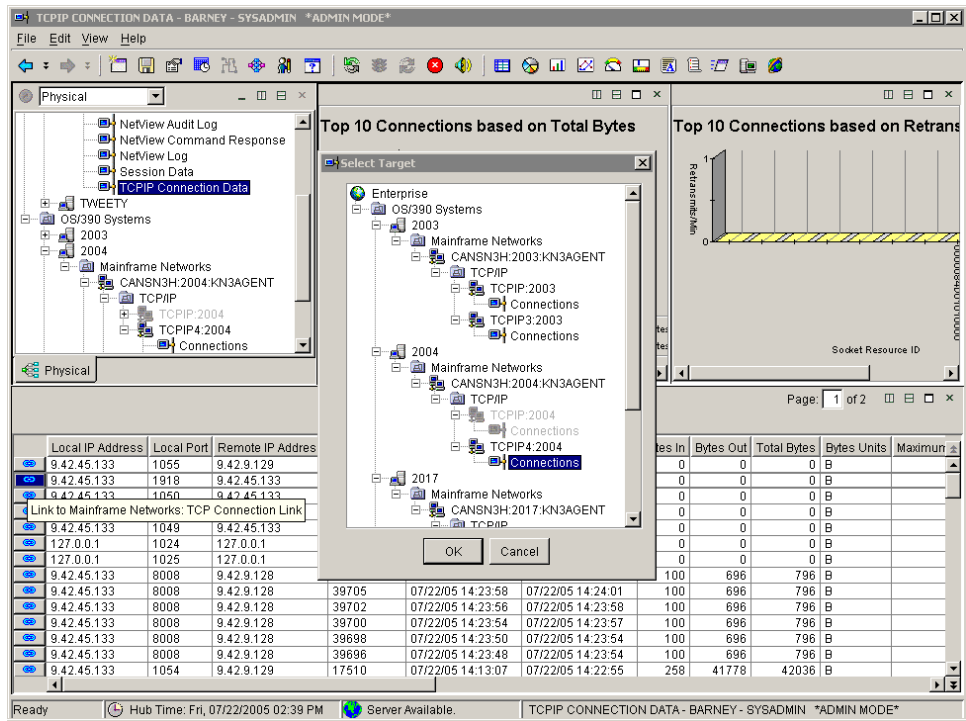 TCPIP CONNECTION DATA - BARNEY - SYSADMIN *ADMIN MODE*
File Edit View Help
Physical
NetView Audit Log
NetView Command Response
NetView Log
Session Data
TCPIP Connection Data
TWEETY
OS/390 Systems
2003
2004
Mainframe Networks
CANSN3H:2004:KN3AGENT
TCP/IP
TCPIP:2004
TCPIP4:2004
Connections
Physical
Top 10 Connections based on Total Bytes
Top 10 Connections based on Retrans
Retransmits/Min
1
0
Socket Resource ID
Select Target
Enterprise
OS/390 Systems
2003
Mainframe Networks
CANSN3H:2003:KN3AGENT
TCP/IP
TCPIP:2003
Connections
TCPIP3:2003
Connections
2004
Mainframe Networks
CANSN3H:2004:KN3AGENT
TCP/IP
TCPIP:2004
Connections
TCPIP4:2004
Connections
2017
Mainframe Networks
CANSN3H:2017:KN3AGENT
TCP/IP
OK Cancel
Page: 1 of 2
Local IP Address Local Port Remote IP Addres tes In Bytes Out Total Bytes Bytes Units Maximum
9.42.45.133 1055 9.42.9.129 0 0 0 B
9.42.45.133 1918 9.42.45.133 0 0 0 B
9.42.45.133 1050 9.42.45.133 0 0 0 B
Link to Mainframe Networks: TCP Connection Link 0 0 0 B
9.42.45.133 1049 9.42.45.133 0 0 0 B
127.0.0.1 1024 127.0.0.1 0 0 0 B
127.0.0.1 1025 127.0.0.1 0 0 0 B
9.42.45.133 8008 9.42.9.128 39705 07/22/05 14:23:58 07/22/05 14:24:01 100 696 796 B
9.42.45.133 8008 9.42.9.128 39702 07/22/05 14:23:56 07/22/05 14:23:58 100 696 796 B
9.42.45.133 8008 9.42.9.128 39700 07/22/05 14:23:54 07/22/05 14:23:57 100 696 796 B
9.42.45.133 8008 9.42.9.128 39698 07/22/05 14:23:50 07/22/05 14:23:54 100 696 796 B
9.42.45.133 8008 9.42.9.128 39696 07/22/05 14:23:48 07/22/05 14:23:54 100 696 796 B
9.42.45.133 1054 9.42.9.129 17510 07/22/05 14:13:07 07/22/05 14:22:55 258 41778 42036 B
Ready Hub Time: Fri, 07/22/2005 02:39 PM Server Available. TCPIP CONNECTION DATA - BARNEY - SYSADMIN *ADMIN MODE*